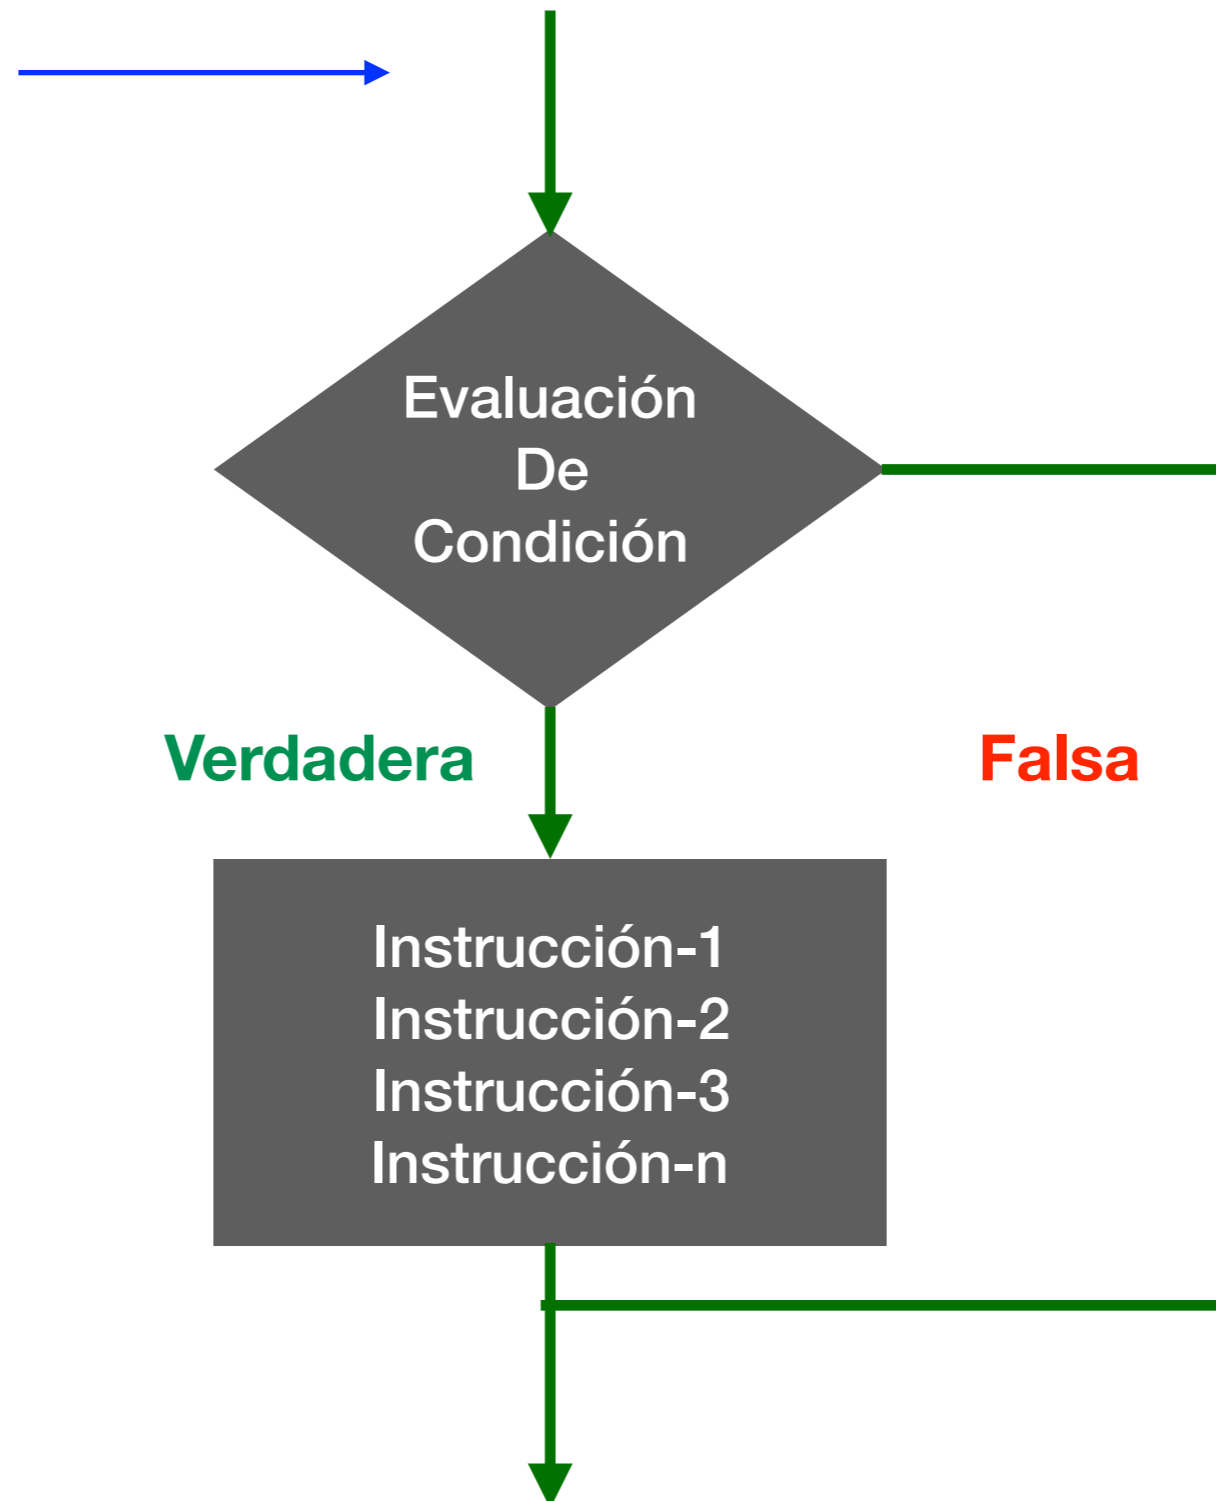 Evaluación
De
Condición
Verdadera
Falsa
Instrucción-1
Instrucción-2
Instrucción-3
Instrucción-n